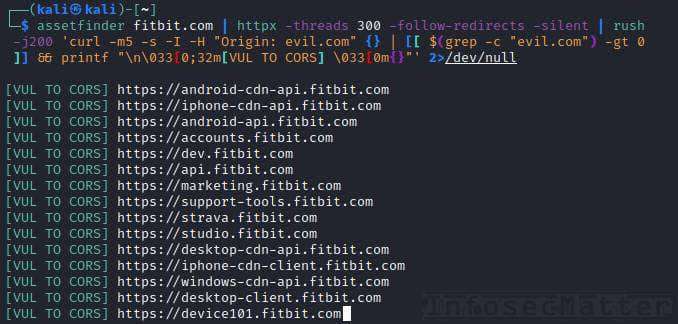 ┌──(kali㉿kali)-[~]
└─$ assetfinder fitbit.com | httpx -threads 300 -follow-redirects -silent | rush
-j200 'curl -m5 -s -I -H "Origin: evil.com" {} | [[ $(grep -c "evil.com") -gt 0
]] && printf "\n\033[0;32m[VUL TO CORS] \033[0m{}"' 2>/dev/null
[VUL TO CORS] https://android-cdn-api.fitbit.com
[VUL TO CORS] https://iphone-cdn-api.fitbit.com
[VUL TO CORS] https://android-api.fitbit.com
[VUL TO CORS] https://accounts.fitbit.com
[VUL TO CORS] https://dev.fitbit.com
[VUL TO CORS] https://api.fitbit.com
[VUL TO CORS] https://marketing.fitbit.com
[VUL TO CORS] https://support-tools.fitbit.com
[VUL TO CORS] https://strava.fitbit.com
[VUL TO CORS] https://studio.fitbit.com
[VUL TO CORS] https://desktop-cdn-api.fitbit.com
[VUL TO CORS] https://iphone-cdn-client.fitbit.com
[VUL TO CORS] https://windows-cdn-api.fitbit.com
[VUL TO CORS] https://desktop-client.fitbit.com
[VUL TO CORS] https://device101.fitbit.com
InfosecMatter